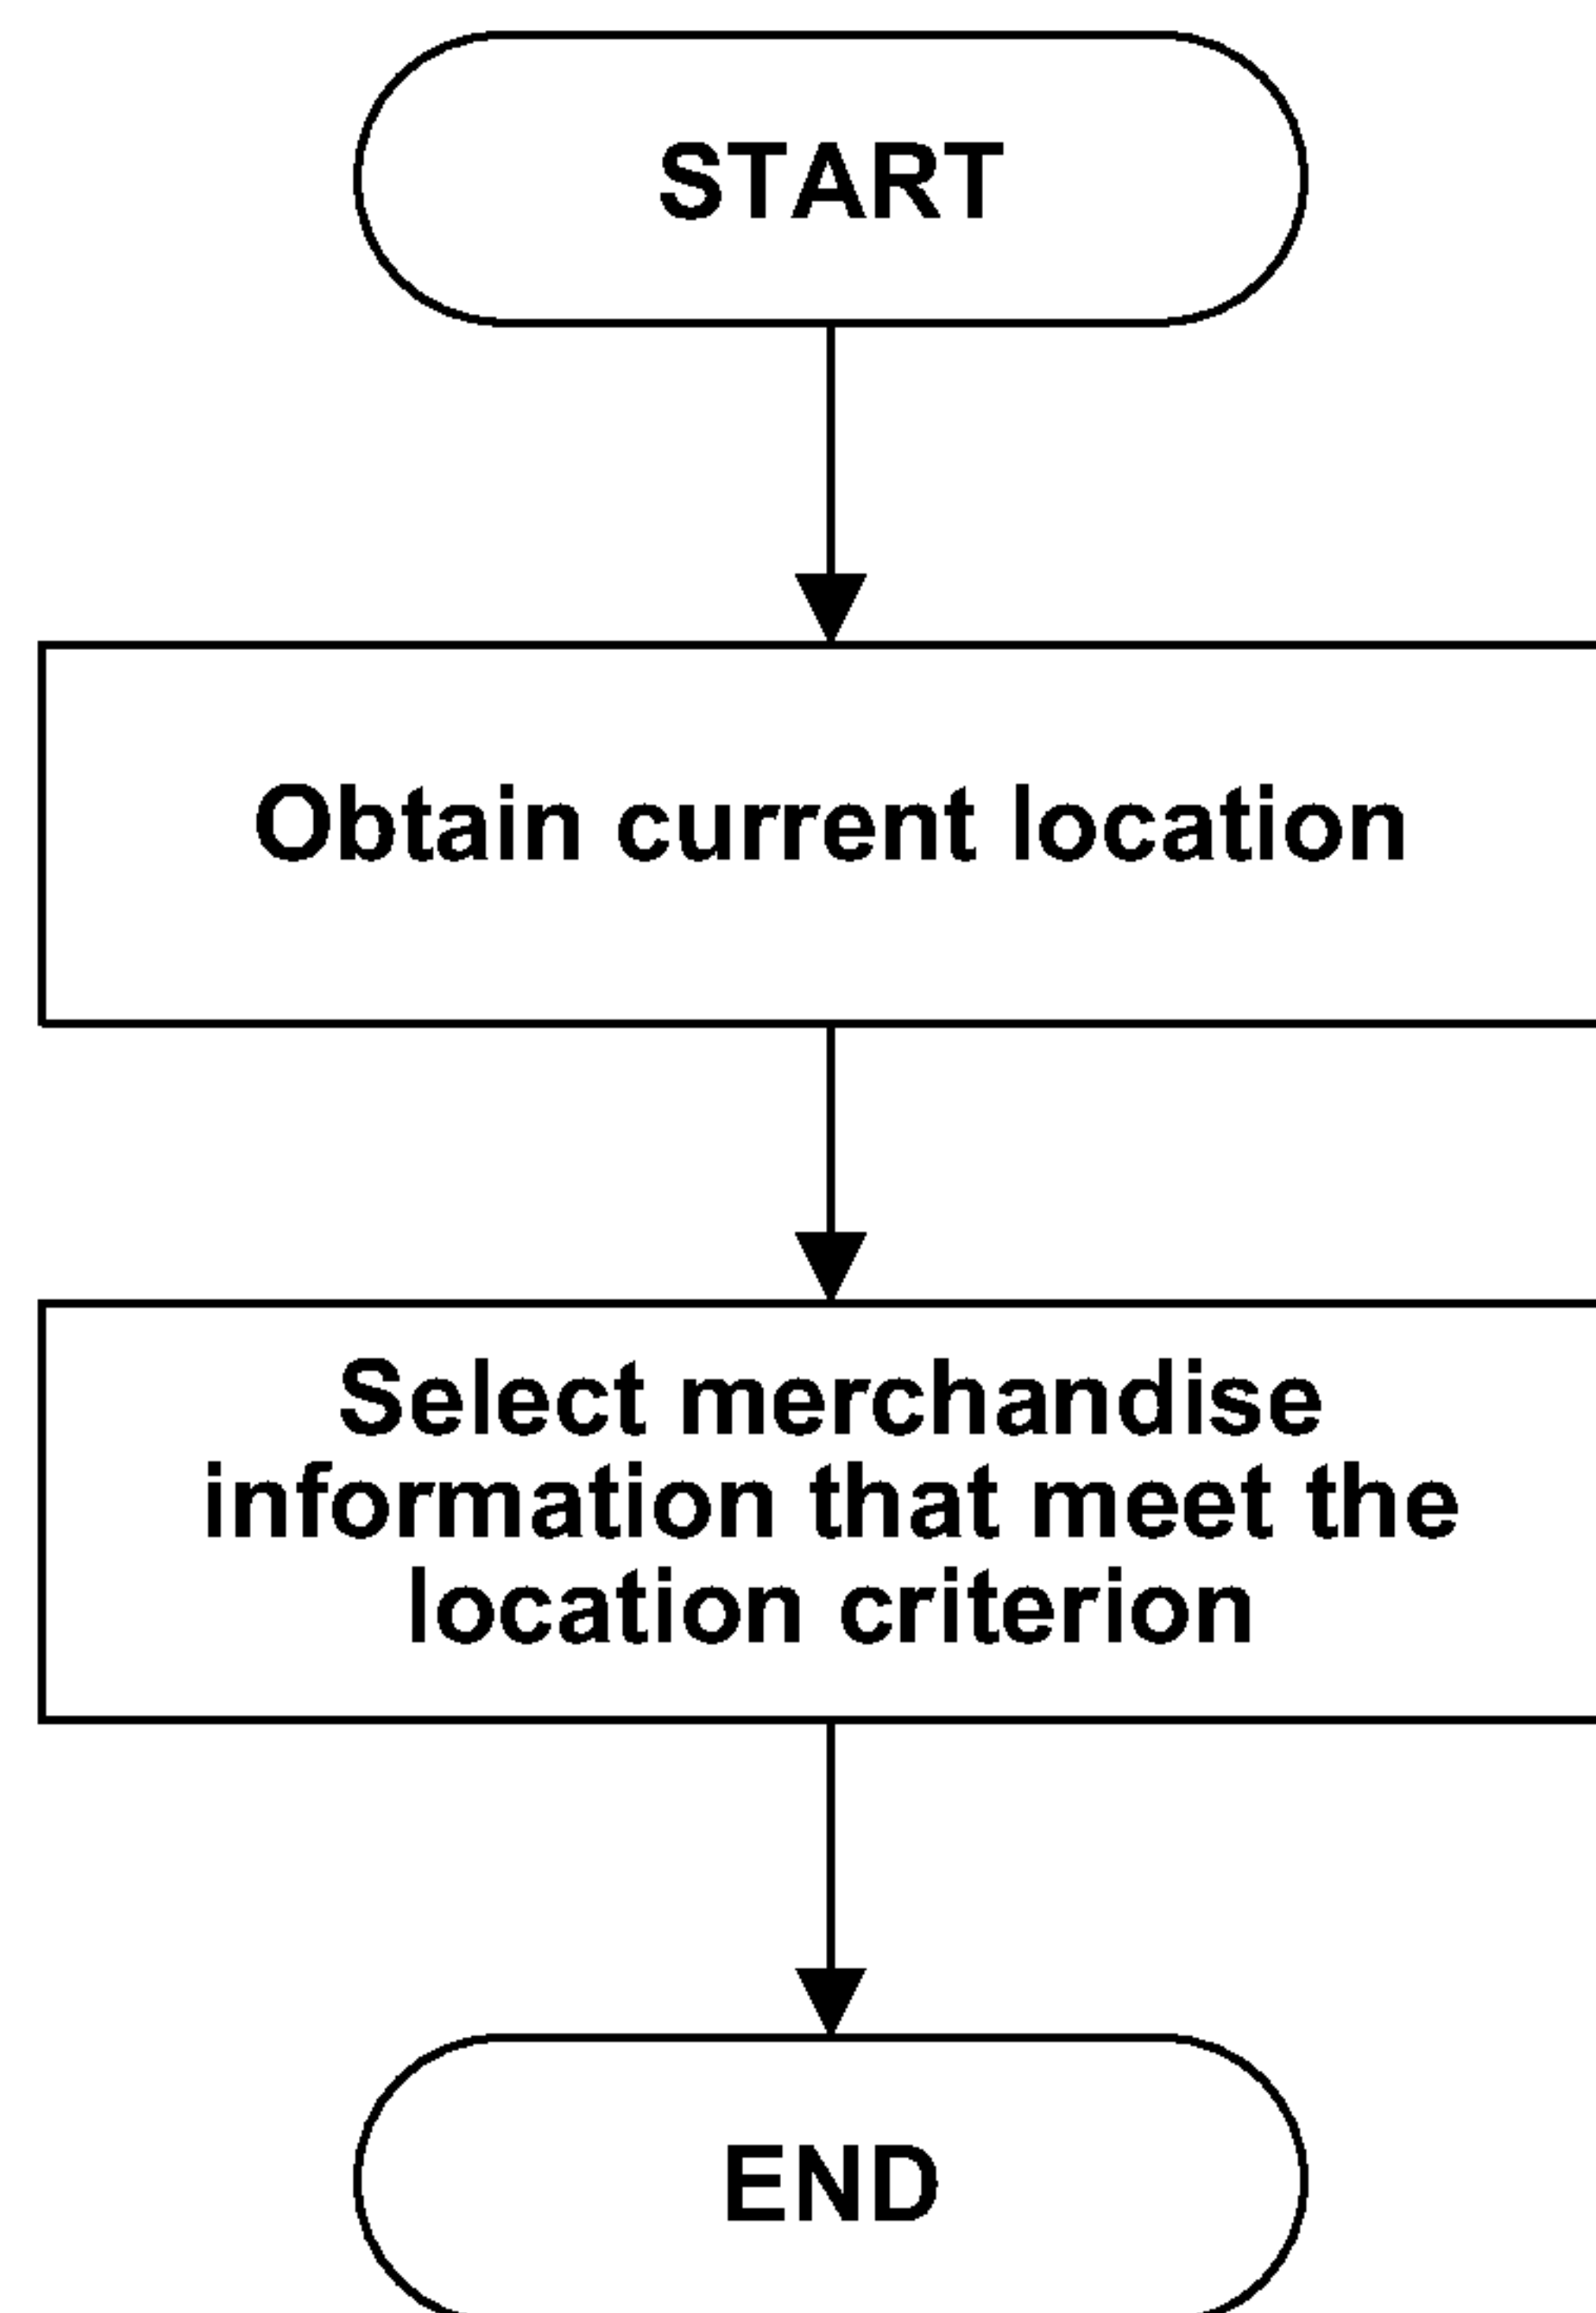 START
Obtain current location
Select merchandise
information that meet the
location criterion
END